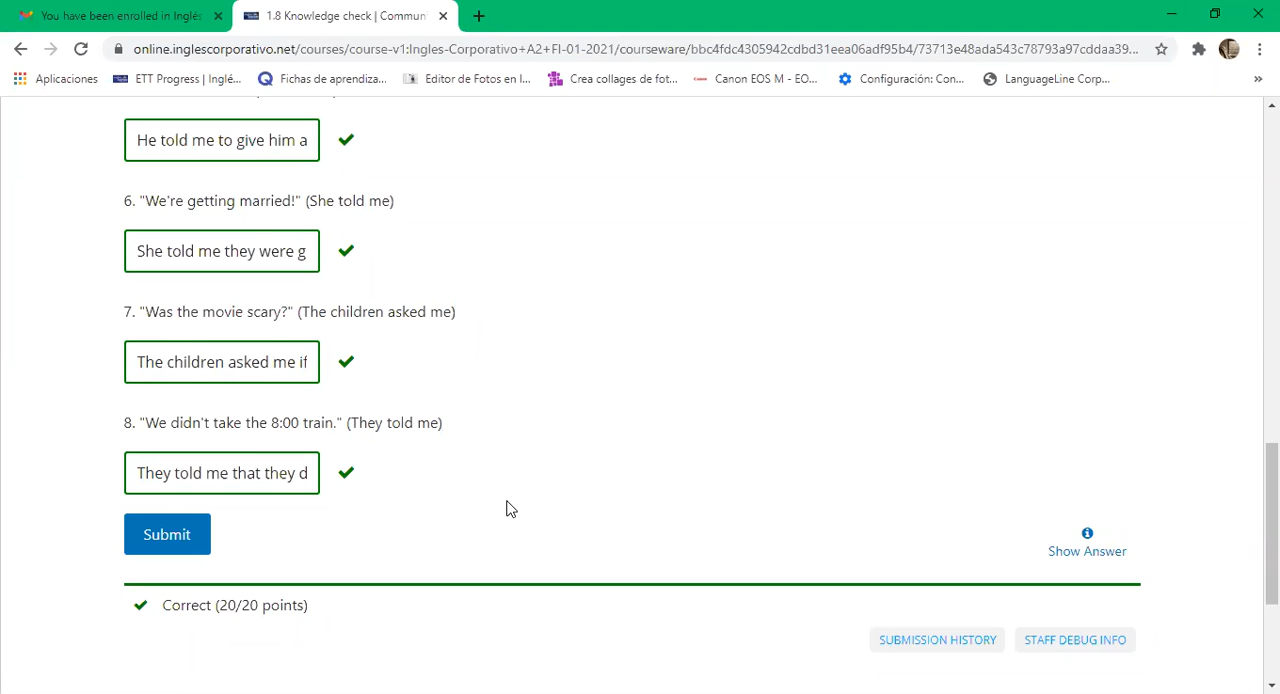 You have been enrolled in Inglés
1.8 Knowledge check | Commun
online.inglescorporativo.net/courses/course-v1:Ingles-Corporativo+A2+FI-01-2021/courseware/bbc4fdc4305942cdbd31eea06adf95b4/73713e48ada543c78793a97cddaa39...
Aplicaciones
ETT Progress | Inglé...
Fichas de aprendiza...
Editor de Fotos en l...
Crea collages de fot...
Canon EOS M - EO...
Configuración: Con...
LanguageLine Corp...
He told me to give him a
6. "We're getting married!" (She told me)
She told me they were g
7. "Was the movie scary?" (The children asked me)
The children asked me if
8. "We didn't take the 8:00 train." (They told me)
They told me that they d
Submit
Show Answer
Correct (20/20 points)
SUBMISSION HISTORY
STAFF DEBUG INFO